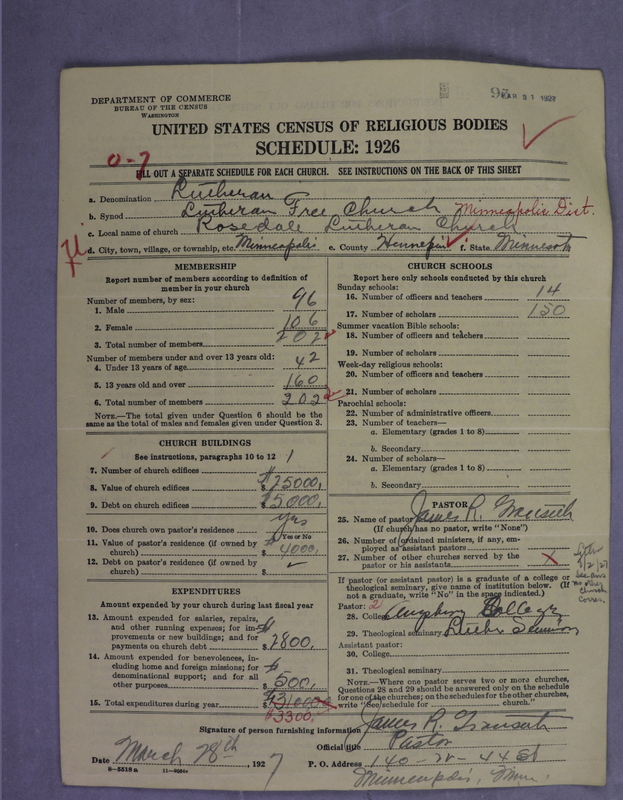 MAR 31 1927
DEPARTMENT OF COMMERCE
BUREAU OF THE CENSUS
WASHINGTON
UNITED STATES CENSUS OF RELIGIOUS BODIES
SCHEDULE: 1926
0-7
FILL OUT A SEPARATE SCHEDULE FOR EACH CHURCH. SEE INSTRUCTIONS ON THE BACK OF THIS SHEET
a. Denomination Lutheran
b. Synod Lutheran Free Church Minneapolis Dist.
c. Local name of church Rosedale Lutheran Church
d. City, town, village, or township, etc. Minneapolis e. County Hennepin f. State Minnesota
MEMBERSHIP
Report number of members according to definition of member in your church
Number of members, by sex:
1. Male 96
2. Female 106
3. Total number of members 202
Number of members under and over 13 years old:
4. Under 13 years of age 42
5. 13 years old and over 160
6. Total number of members 202
NOTE.—The total given under Question 6 should be the
same as the total of males and females given under Question 3.
CHURCH BUILDINGS
See instructions, paragraphs 10 to 12
7. Number of church edifices 1
8. Value of church edifices $ 25000.
9. Debt on church edifices $ 5000.
10. Does church own pastor's residence yes
Yes or No
11. Value of pastor's residence (if owned by
church) $ 4000.
12. Debt on pastor's residence (if owned by
church) $
EXPENDITURES
Amount expended by your church during last fiscal year
13. Amount expended for salaries, repairs,
and other running expenses; for im-
provements or new buildings; and for
payments on church debt $ 2800.
14. Amount expended for benevolences, in-
cluding home and foreign missions; for
denominational support; and for all
other purposes $ 500.
15. Total expenditures during year $
$3300.
CHURCH SCHOOLS
Report here only schools conducted by this church
Sunday schools:
16. Number of officers and teachers 14
17. Number of scholars 150
Summer vacation Bible schools:
18. Number of officers and teachers
19. Number of scholars
Week-day religious schools:
20. Number of officers and teachers
21. Number of scholars
Parochial schools:
22. Number of administrative officers
23. Number of teachers—
a. Elementary (grades 1 to 8)
b. Secondary
24. Number of scholars—
a. Elementary (grades 1 to 8)
b. Secondary
PASTOR
25. Name of pastor James R.
(If church has no pastor, write "None")
26. Number of ordained ministers, if any, em-
ployed as assistant pastors
27. Number of other churches served by the
pastor or his assistants
If pastor (or assistant pastor) is a graduate of a college or
theological seminary, give name of institution below. (If
not a graduate, write "No" in the space indicated.)
Pastor:
28. College Augsburg College
29. Theological seminary Luther Seminary
Assistant pastor:
30. College
31. Theological seminary
NOTE.—Where one pastor serves two or more churches,
Questions 28 and 29 should be answered only on the schedule
for one of the churches; on the schedules for the other churches,
write "See schedule for church."
Signature of person furnishing information James R.
Official title Pastor
Date March 28th, 1927 P. O. Address 140-W-44 St
Minneapolis, Minn.
8-5518a 11-9054